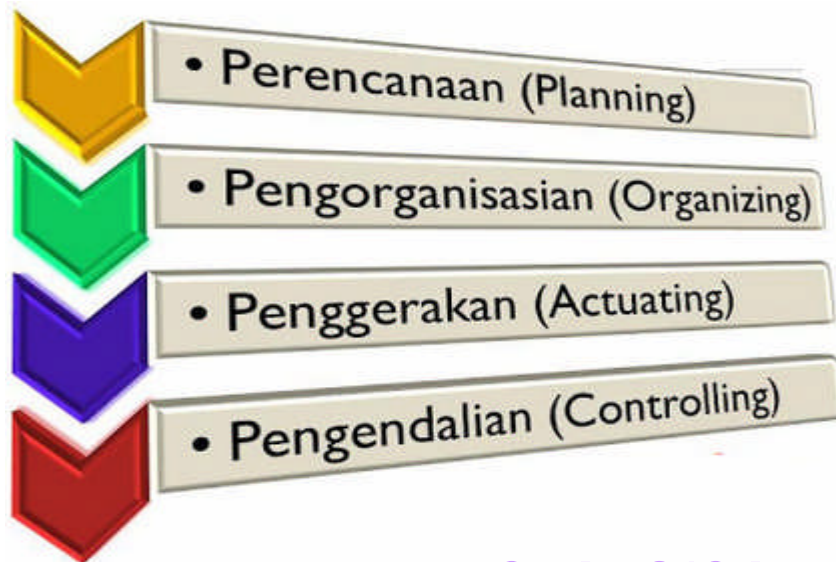 • Perencanaan (Planning)
• Pengorganisasian (Organizing)
• Penggerakan (Actuating)
• Pengendalian (Controlling)